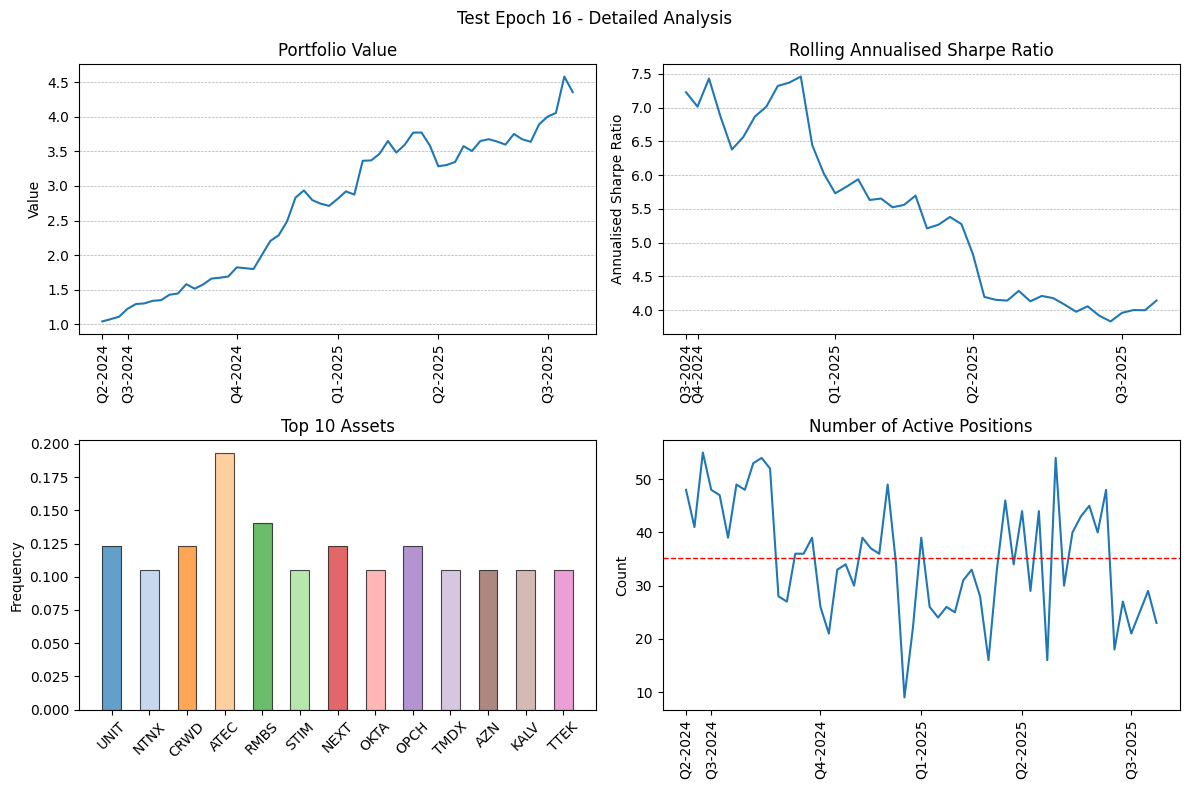 Test Epoch 16 - Detailed Analysis
Portfolio Value
Value
4.5
4.0
3.5
3.0
2.5
2.0
1.5
1.0
Q2-2024
Q3-2024
Q4-2024
Q1-2025
Q2-2025
Q3-2025
Rolling Annualised Sharpe Ratio
Annualised Sharpe Ratio
7.5
7.0
6.5
6.0
5.5
5.0
4.5
4.0
Q3-2024
Q4-2024
Q1-2025
Q2-2025
Q3-2025
Top 10 Assets
Frequency
0.200
0.175
0.150
0.125
0.100
0.075
0.050
0.025
0.000
UNIT
NTNX
CRWD
ATEC
RMBS
STIM
NEXT
OKTA
OPCH
TMDX
AZN
KALV
TTEK
Number of Active Positions
Count
50
40
30
20
10
Q2-2024
Q3-2024
Q4-2024
Q1-2025
Q2-2025
Q3-2025